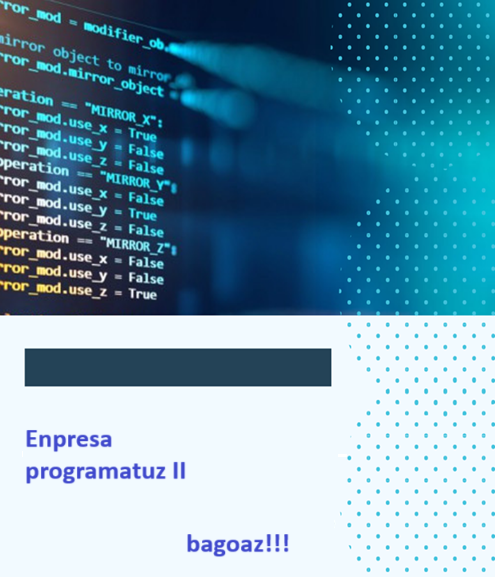 ror_mod = modifier_ob.
mirror object to mirror
ror_mod.mirror_object
eration == "MIRROR_X":
ror_mod.use_x = True
ror_mod.use_y = False
ror_mod.use_z = False
operation == "MIRROR_Y":
ror_mod.use_x = False
ror_mod.use_y = True
ror_mod.use_z = False
operation == "MIRROR_Z":
ror_mod.use_x = False
ror_mod.use_y = False
ror_mod.use_z = True
Enpresa
programatuz II
bagoaz!!!